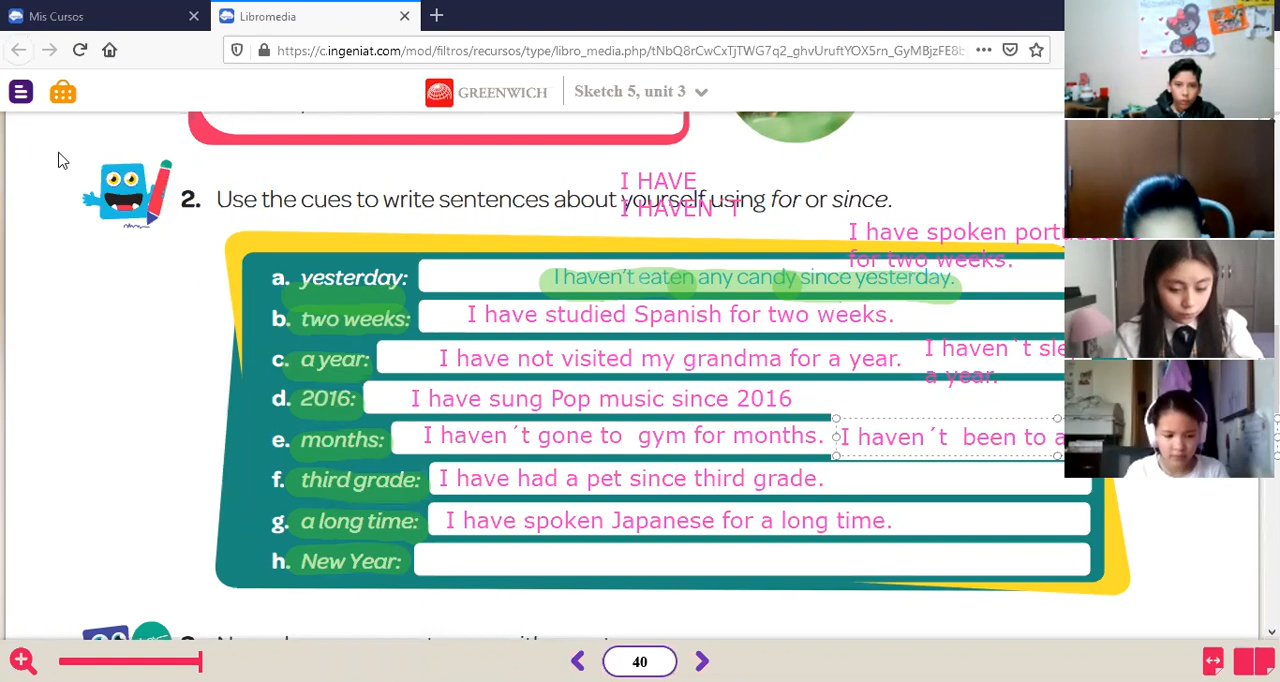 Mis Cursos
Libromedia
https://c.ingeniat.com/mod/filtros/recursos/type/libro_media.php/tNbQ8rCwCxTjTWG7q2_ghvUruftYOX5rn_GyMBjzFE8b
GREENWICH
Sketch 5, unit 3
I HAVE
2. Use the cues to write sentences about yourself using for or since.
I HAVEN´T
I have spoken
for two weeks.
a. yesterday: I haven't eaten any candy since yesterday.
b. two weeks: I have studied Spanish for two weeks.
c. a year: I have not visited my grandma for a year.
I haven`t
a year.
d. 2016: I have sung Pop music since 2016
e. months: I haven´t gone to gym for months. I haven´t been to
f. third grade: I have had a pet since third grade.
g. a long time: I have spoken Japanese for a long time.
h. New Year:
40